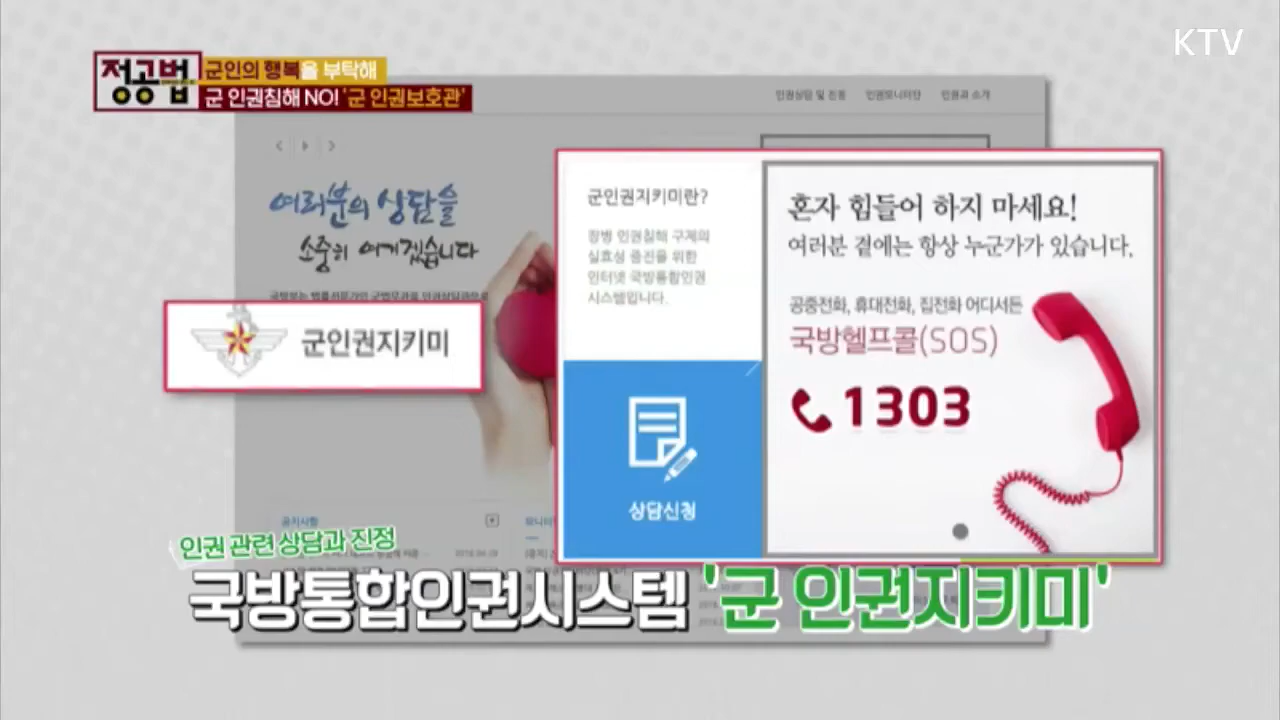 KTV
정공법
군인의 행복을 부탁해
군 인권침해 NO! '군 인권보호관'
인권상담 및 진정 인권모니터단 인권과 소개
여러분의 상담을
소중히 여기겠습니다
군인권지키미
군인권지키미란?
장병 인권침해 구제의
실효성 증진을 위한
인터넷 국방통합인권
시스템입니다.
상담신청
혼자 힘들어 하지 마세요!
여러분 곁에는 항상 누군가가 있습니다.
공중전화, 휴대전화, 집전화 어디서든
국방헬프콜(SOS)
1303
공지사항
인권 관련 상담과 진정
국방통합인권시스템 '군 인권지키미'